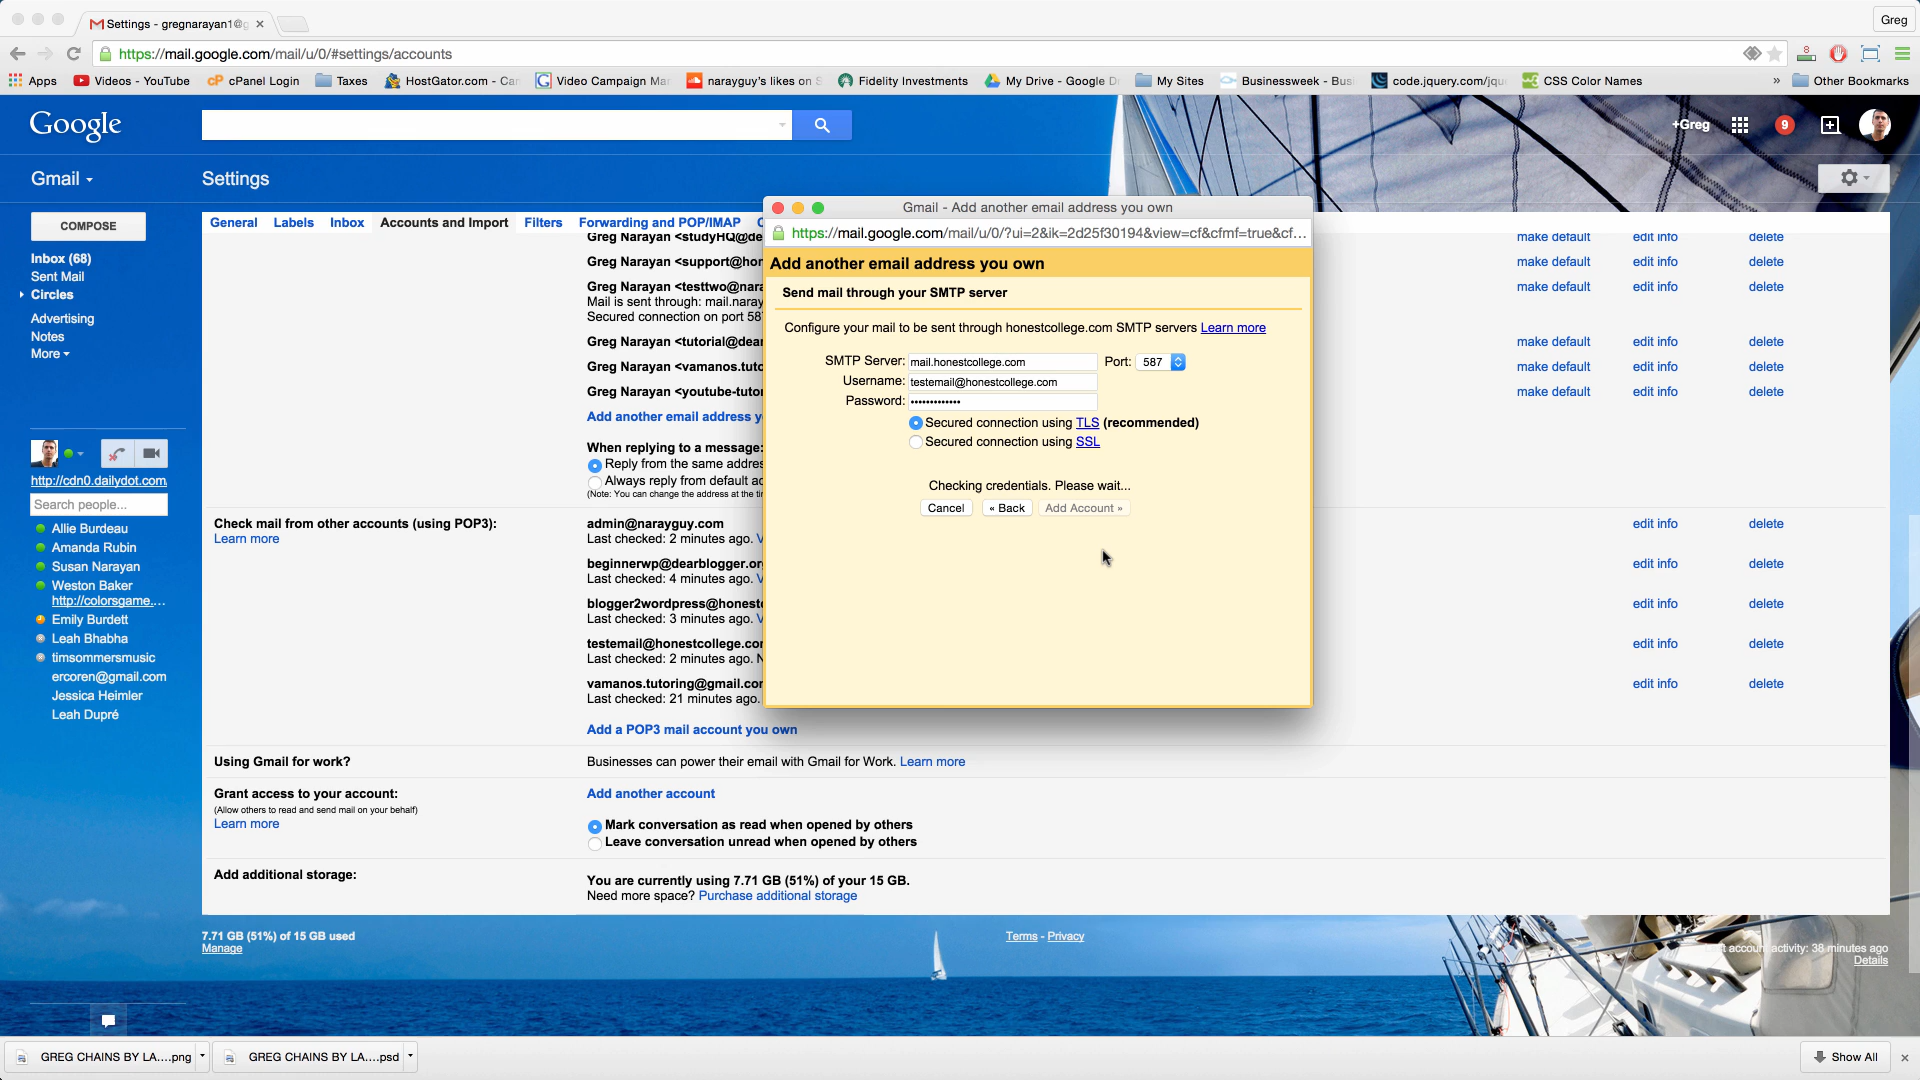 Settings - gregnarayan1@g
Greg
https://mail.google.com/mail/u/0/#settings/accounts
8
Apps
Videos - YouTube
cP cPanel Login
Taxes
HostGator.com - Car
Video Campaign Mar
narayguy's likes on S
Fidelity Investments
My Drive - Google D
My Sites
Businessweek - Bus
code.jquery.com/jqu
CSS Color Names
» Other Bookmarks
Google
+Greg
9
Gmail
Settings
COMPOSE
Inbox (68)
Sent Mail
Circles
Advertising
Notes
More
http://cdn0.dailydot.com
Search people...
Allie Burdeau
Amanda Rubin
Susan Narayan
Weston Baker
http://colorsgame....
Emily Burdett
Leah Bhabha
timsommersmusic
ercoren@gmail.com
Jessica Heimler
Leah Dupré
General Labels Inbox Accounts and Import Filters Forwarding and POP/IMAP
Greg Narayan <studyHQ@de
make default edit info delete
Greg Narayan <support@hon
make default edit info delete
Greg Narayan <testtwo@nara
make default edit info delete
Mail is sent through: mail.naray
Secured connection on port 587
Greg Narayan <tutorial@dear
make default edit info delete
Greg Narayan <vamanos.tuto
make default edit info delete
Greg Narayan <youtube-tutor
make default edit info delete
Add another email address y
When replying to a message:
Reply from the same addres
Always reply from default ad
(Note: You can change the address at the tim
Check mail from other accounts (using POP3):
Learn more
admin@narayguy.com
edit info delete
Last checked: 2 minutes ago. V
beginnerwp@dearblogger.org
edit info delete
Last checked: 4 minutes ago. V
blogger2wordpress@honest
edit info delete
Last checked: 3 minutes ago. V
testemail@honestcollege.com
edit info delete
Last checked: 2 minutes ago. N
vamanos.tutoring@gmail.com
edit info delete
Last checked: 21 minutes ago.
Add a POP3 mail account you own
Using Gmail for work?
Businesses can power their email with Gmail for Work. Learn more
Grant access to your account:
(Allow others to read and send mail on your behalf)
Learn more
Add another account
Mark conversation as read when opened by others
Leave conversation unread when opened by others
Add additional storage:
You are currently using 7.71 GB (51%) of your 15 GB.
Need more space? Purchase additional storage
Gmail - Add another email address you own
https://mail.google.com/mail/u/0/?ui=2&ik=2d25f30194&view=cf&cfmf=true&cf...
Add another email address you own
Send mail through your SMTP server
Configure your mail to be sent through honestcollege.com SMTP servers Learn more
SMTP Server: mail.honestcollege.com Port: 587
Username: testemail@honestcollege.com
Password: •••••••••••••
Secured connection using TLS (recommended)
Secured connection using SSL
Checking credentials. Please wait...
Cancel « Back Add Account »
7.71 GB (51%) of 15 GB used
Manage
Terms - Privacy
account activity: 38 minutes ago
Details
GREG CHAINS BY LA....png
GREG CHAINS BY LA....psd
Show All